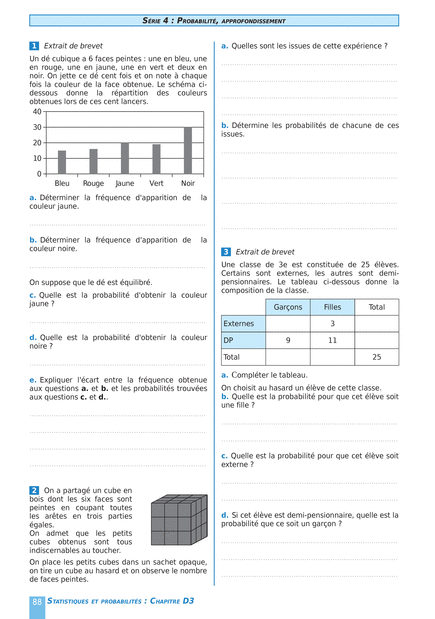 SÉRIE 4 : PROBABILITÉ, APPROFONDISSEMENT
1 Extrait de brevet
Un dé cubique a 6 faces peintes : une en bleu, une
en rouge, une en jaune, une en vert et deux en
noir. On jette ce dé cent fois et on note à chaque
fois la couleur de la face obtenue. Le schéma ci-
dessous donne la répartition des couleurs
obtenues lors de ces cent lancers.
40
30
20
10
0
Bleu Rouge Jaune Vert Noir
a. Déterminer la fréquence d'apparition de la
couleur jaune.
b. Déterminer la fréquence d'apparition de la
couleur noire.
On suppose que le dé est équilibré.
c. Quelle est la probabilité d'obtenir la couleur
jaune ?
d. Quelle est la probabilité d'obtenir la couleur
noire ?
e. Expliquer l'écart entre la fréquence obtenue
aux questions a. et b. et les probabilités trouvées
aux questions c. et d..
2 On a partagé un cube en
bois dont les six faces sont
peintes en coupant toutes
les arêtes en trois parties
égales.
On admet que les petits
cubes obtenus sont tous
indiscernables au toucher.
On place les petits cubes dans un sachet opaque,
on tire un cube au hasard et on observe le nombre
de faces peintes.
a. Quelles sont les issues de cette expérience ?
b. Détermine les probabilités de chacune de ces
issues.
3 Extrait de brevet
Une classe de 3e est constituée de 25 élèves.
Certains sont externes, les autres sont demi-
pensionnaires. Le tableau ci-dessous donne la
composition de la classe.
Garçons Filles Total
Externes 3
DP 9 11
Total 25
a. Compléter le tableau.
On choisit au hasard un élève de cette classe.
b. Quelle est la probabilité pour que cet élève soit
une fille ?
c. Quelle est la probabilité pour que cet élève soit
externe ?
d. Si cet élève est demi-pensionnaire, quelle est la
probabilité que ce soit un garçon ?
88 STATISTIQUES ET PROBABILITÉS : CHAPITRE D3